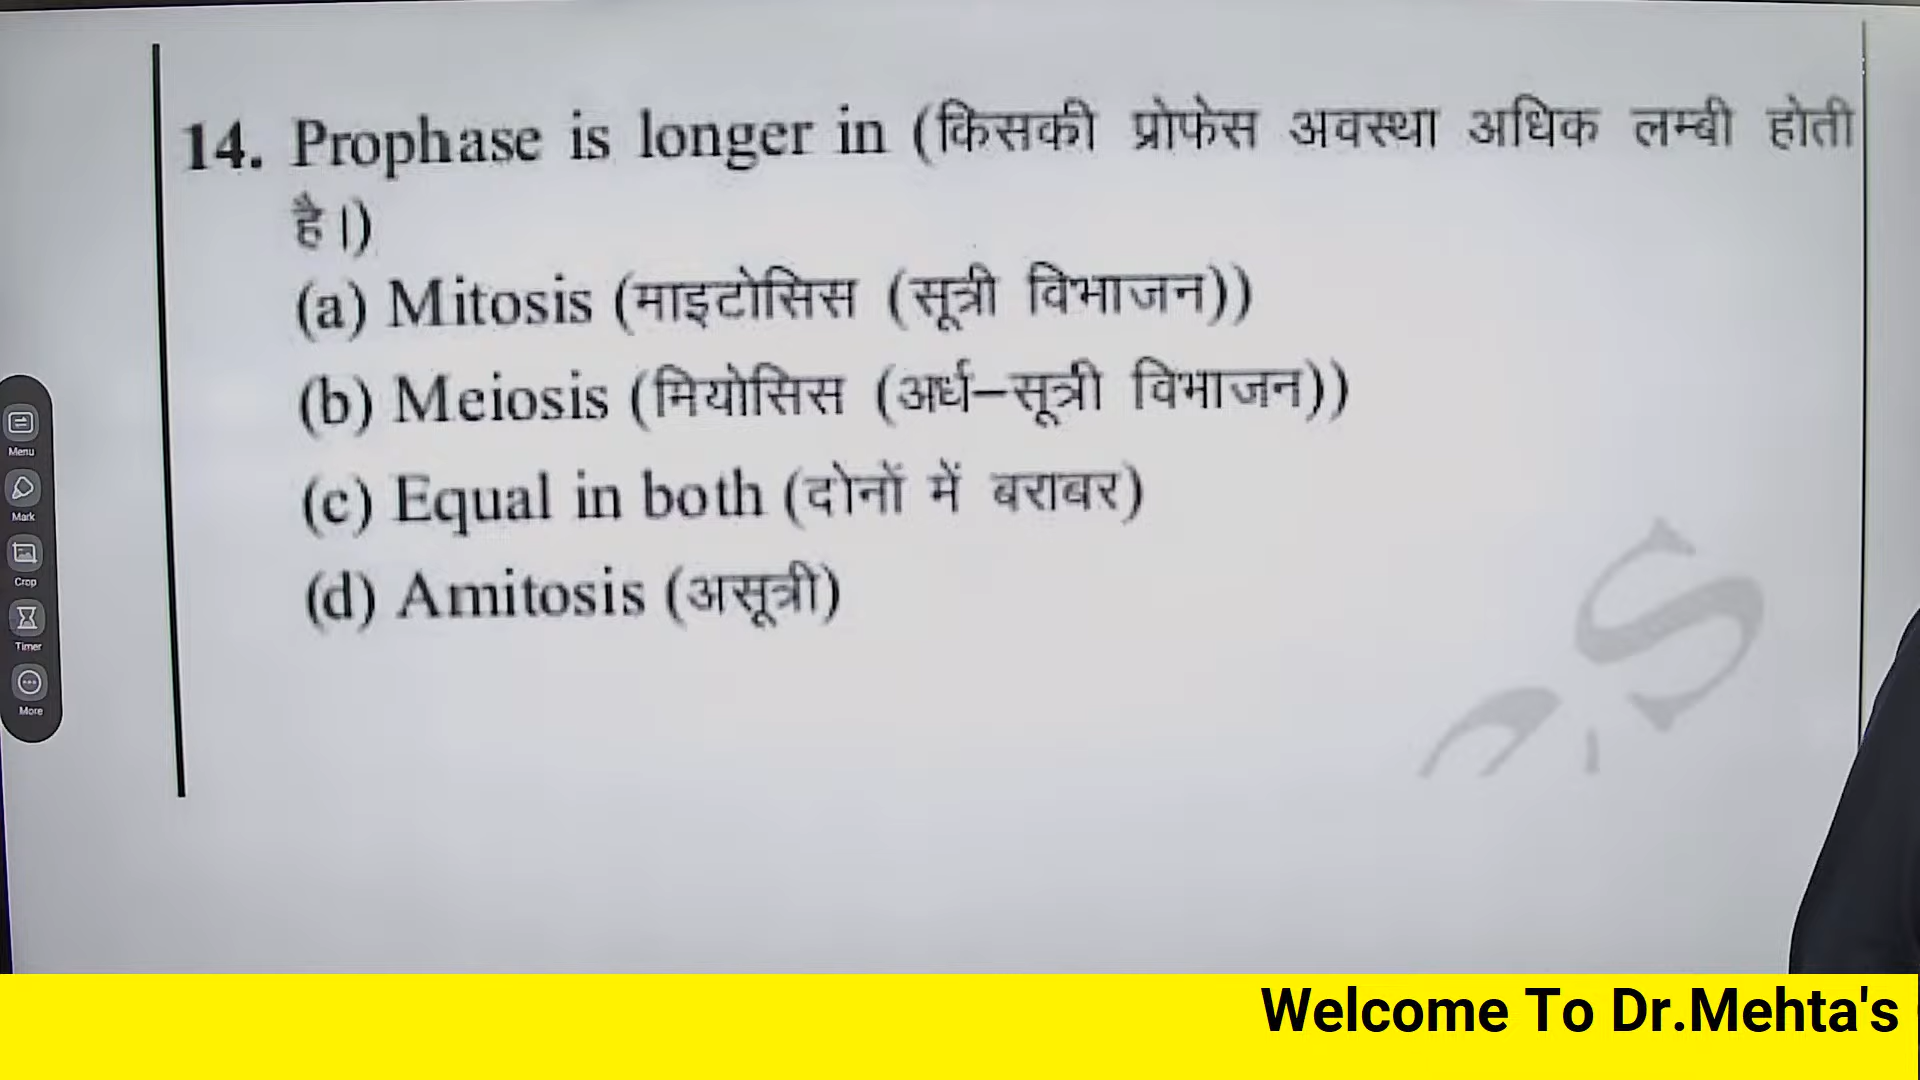 14. Prophase is longer in (किसकी प्रोफेस अवस्था अधिक लम्बी होती
है।)
(a) Mitosis (माइटोसिस (सूत्री विभाजन))
(b) Meiosis (मियोसिस (अर्ध–सूत्री विभाजन))
(c) Equal in both (दोनों में बराबर)
(d) Amitosis (असूत्री)
Menu
Mark
Crop
Timer
More
S
Welcome To Dr.Mehta's